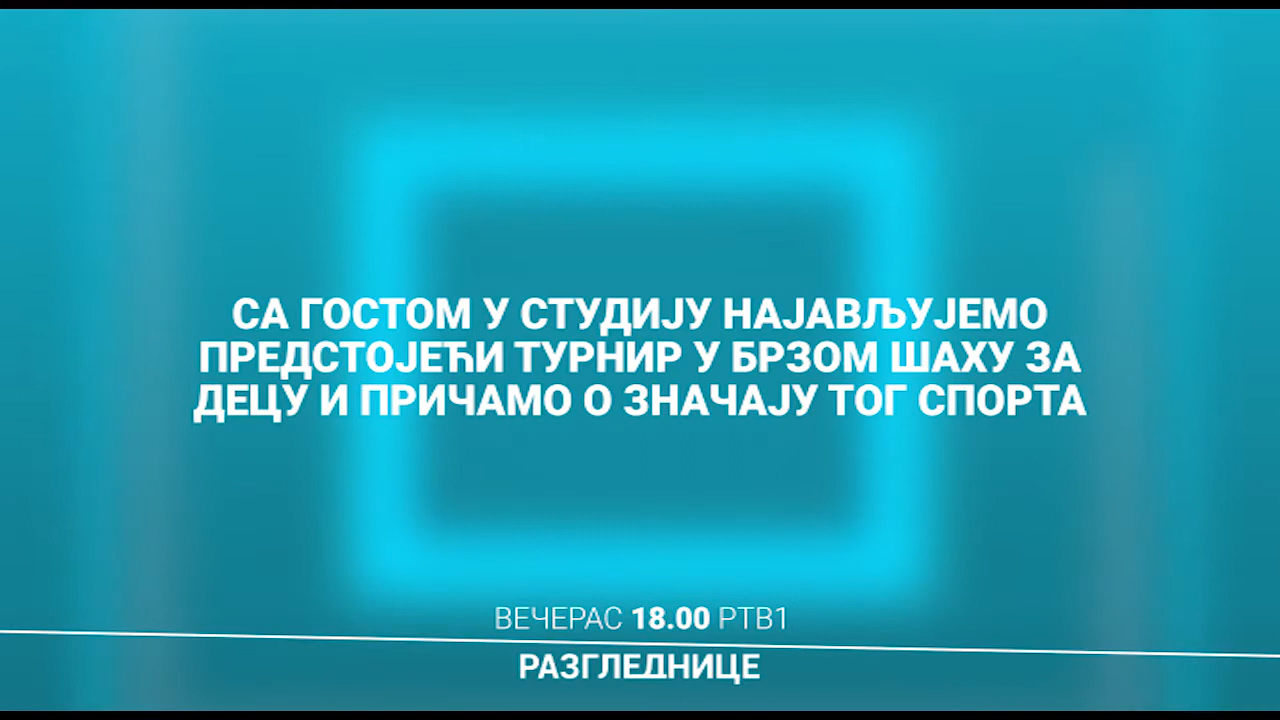 СА ГОСТОМ У СТУДИЈУ НАЈАВЉУЈЕМО
ПРЕДСТОЈЕЋИ ТУРНИР У БРЗОМ ШАХУ ЗА
ДЕЦУ И ПРИЧАМО О ЗНАЧАЈУ ТОГ СПОРТА
ВЕЧЕРАС 18.00 РТВ1
РАЗГЛЕДНИЦЕ